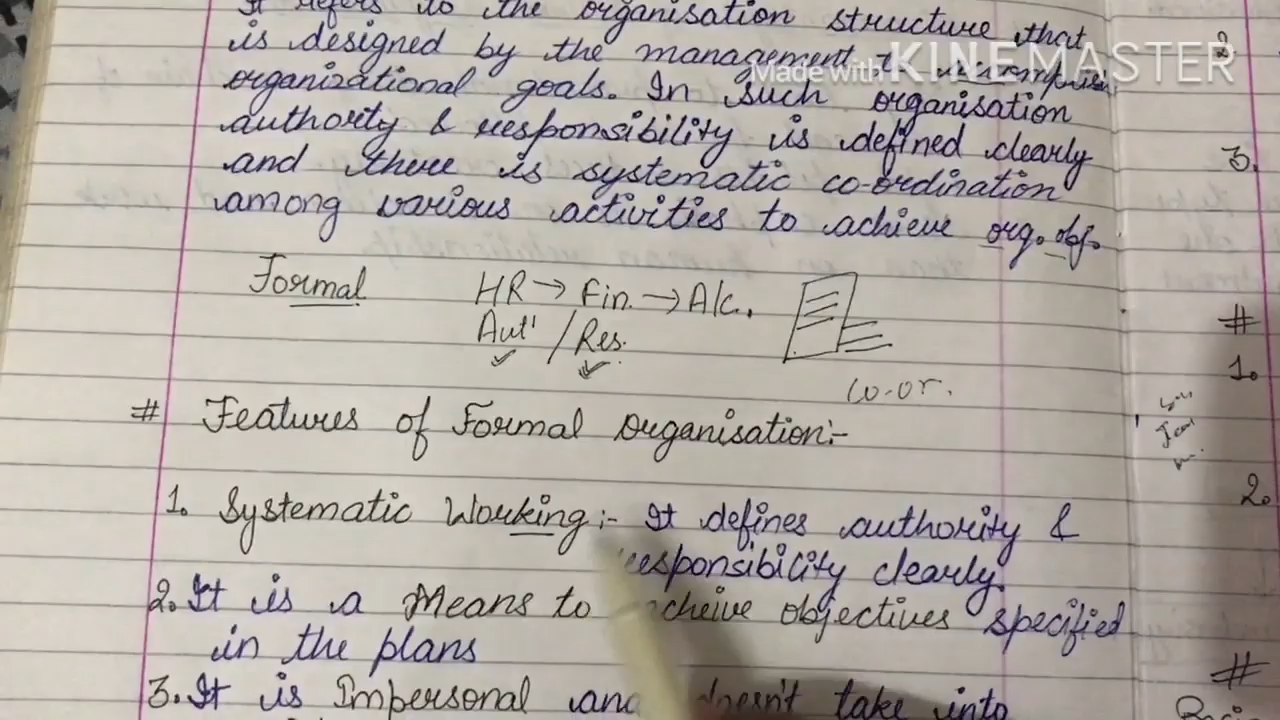 It refers to the organisation structure that
is designed by the management to accomplish
organizational goals. In such organisation
authority & responsibility is defined clearly
and there is systematic co-ordination
among various activities to achieve org. obj.
Made with KINEMASTER
Formal
HR → Fin. → A/c.
Aut' / Res.
co-or.
# Features of Formal Organisation:-
1. Systematic Working:- It defines authority &
responsibility clearly.
2. It is a Means to acheive objectives specified
in the plans
3. It is Impersonal and doesn't take into
2
3.
#
1.
2.
#